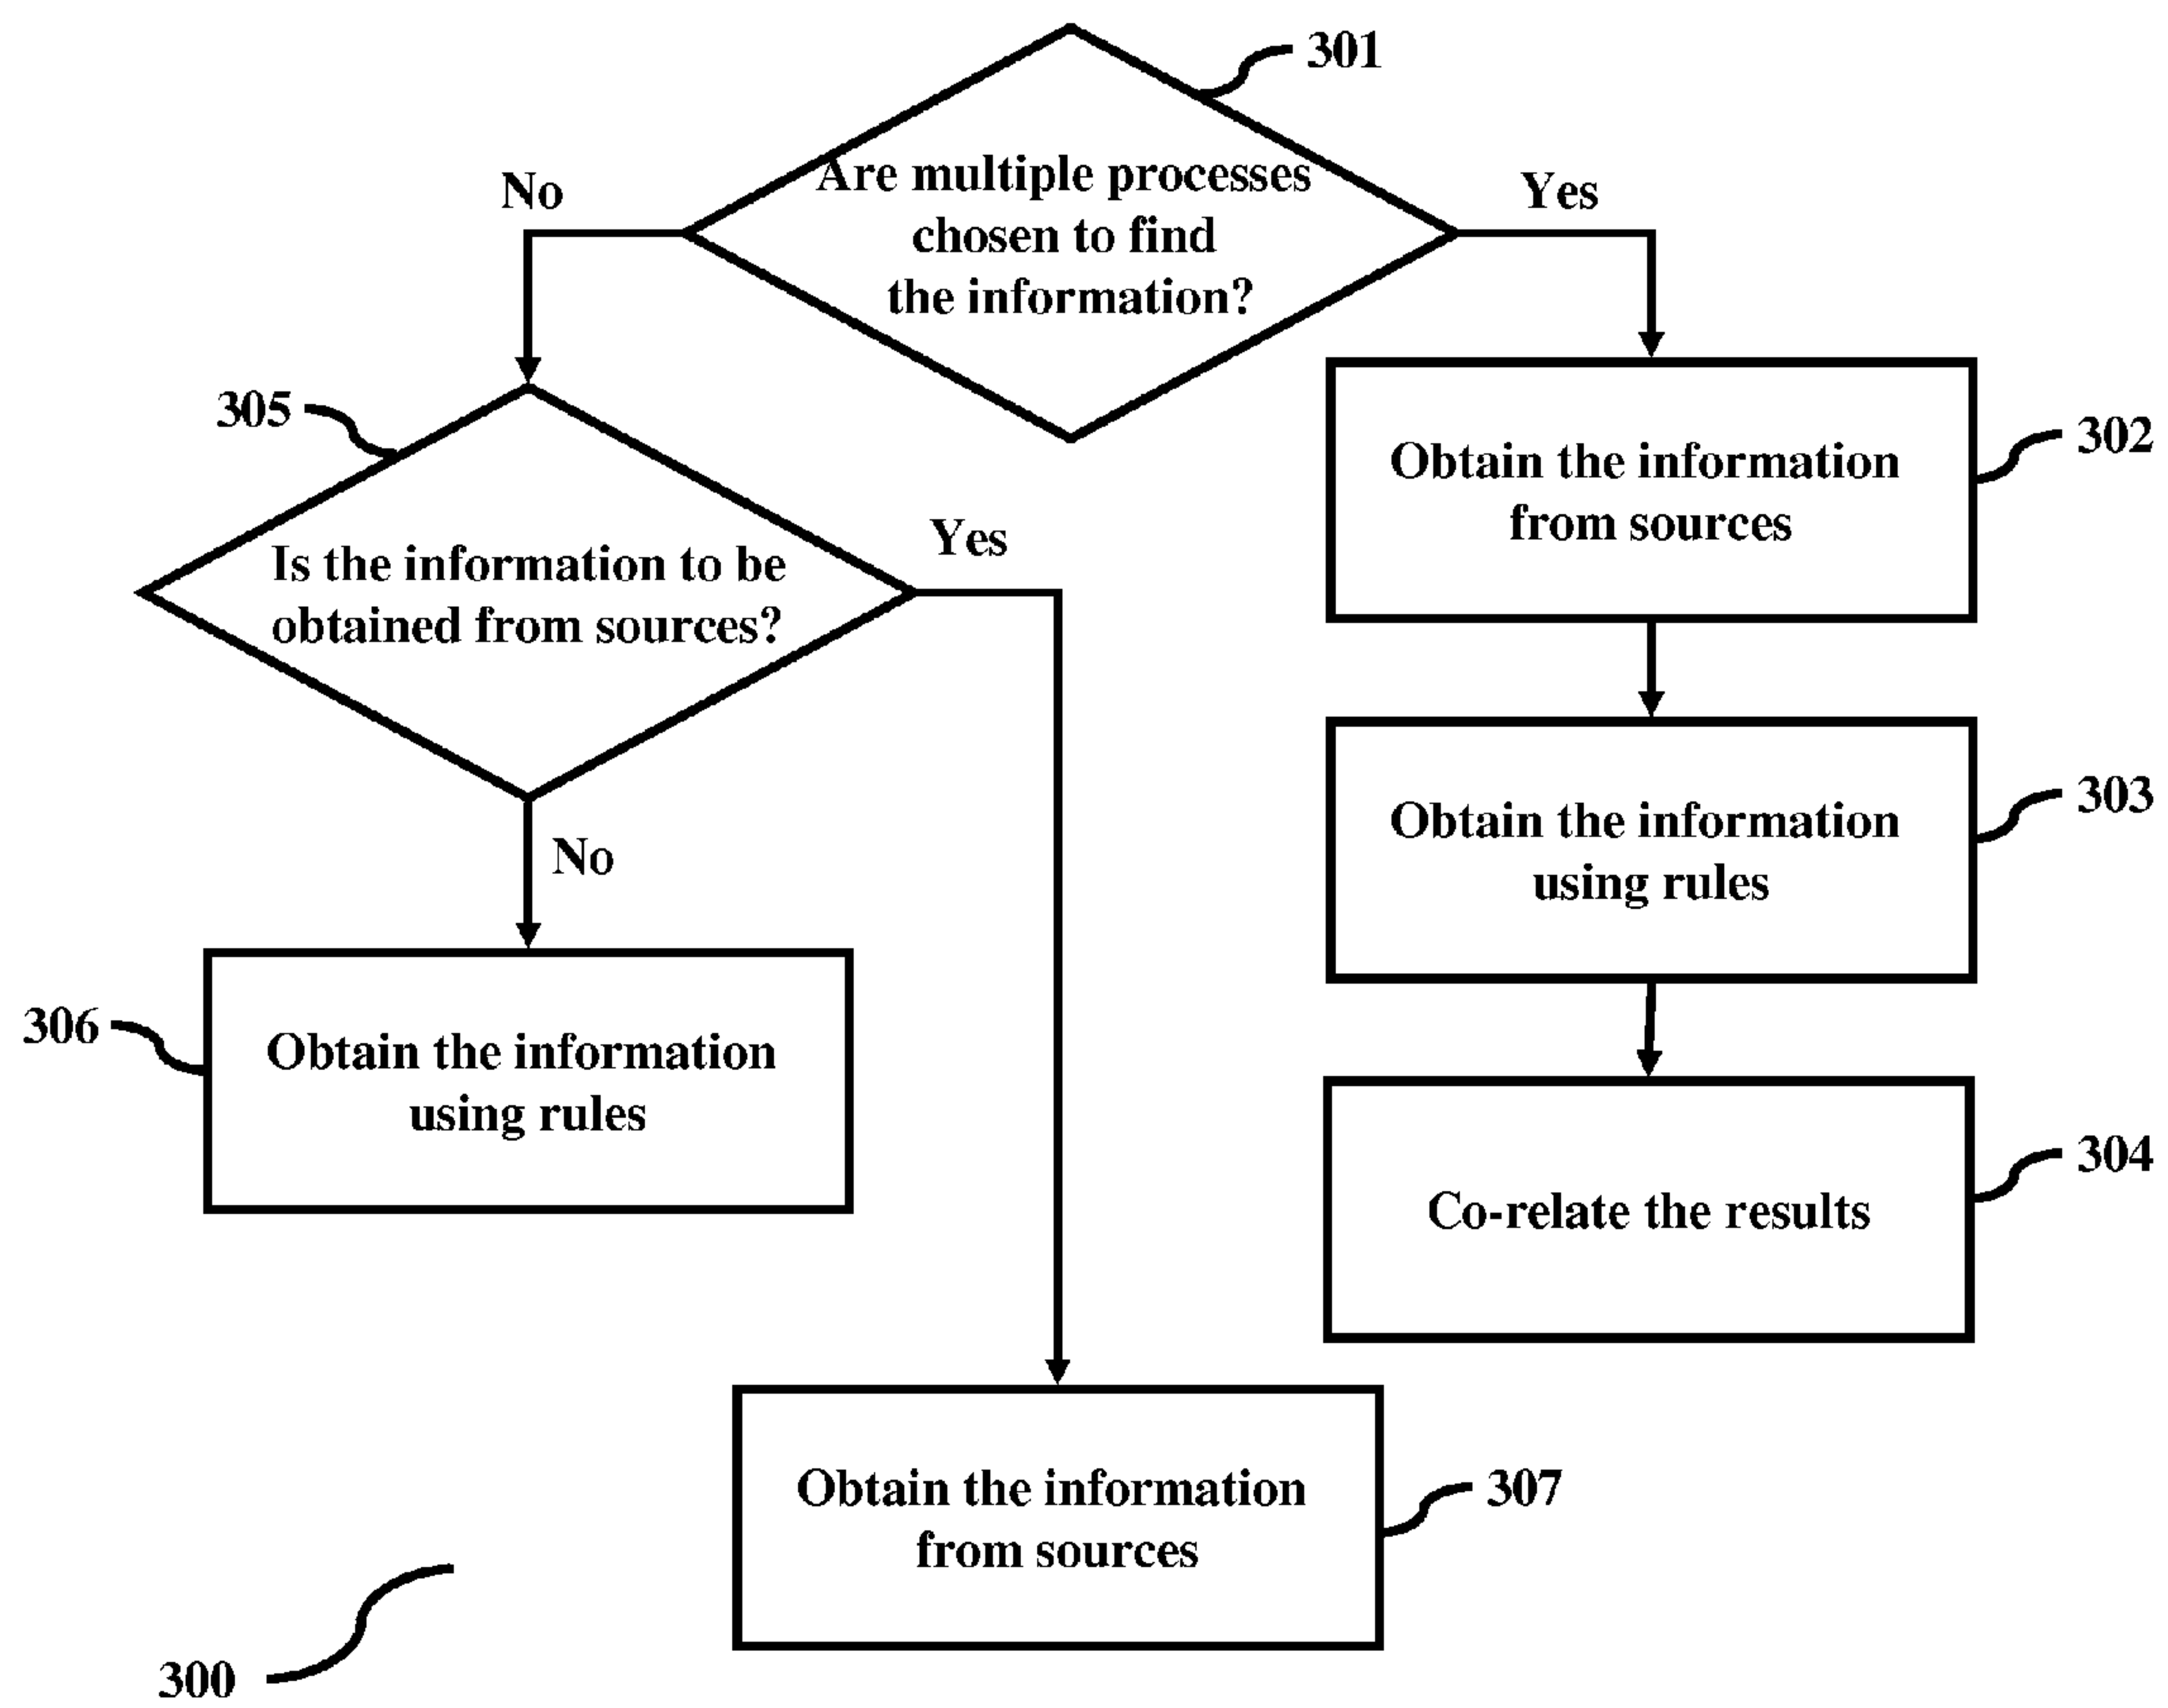 301
Are multiple processes
chosen to find
the information?
No
Yes
305
Is the information to be
obtained from sources?
Yes
No
302
Obtain the information
from sources
303
Obtain the information
using rules
306
Obtain the information
using rules
304
Co-relate the results
307
Obtain the information
from sources
300